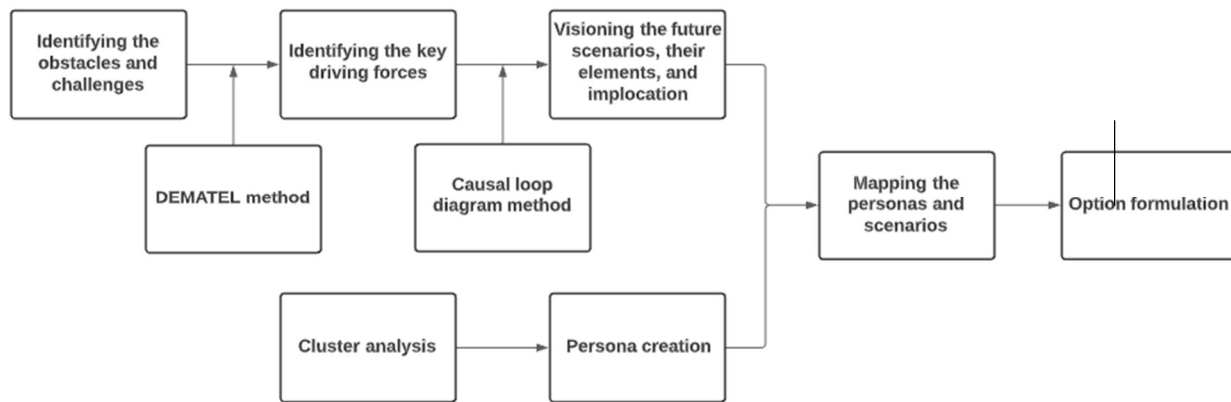 Identifying the
obstacles and
challenges
Identifying the key
driving forces
Visioning the future
scenarios, their
elements, and
implocation
DEMATEL method
Causal loop
diagram method
Mapping the
personas and
scenarios
Option formulation
Cluster analysis
Persona creation